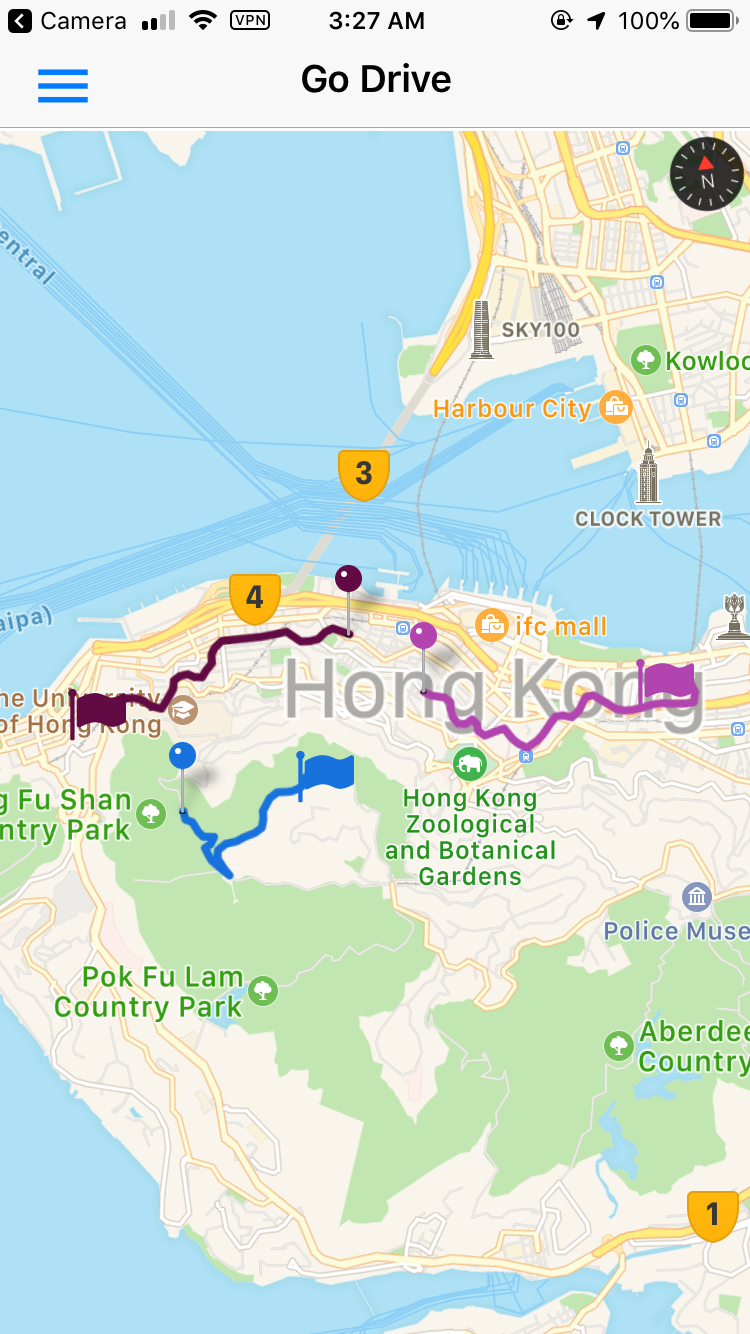 Camera
VPN
3:27 AM
100%
Go Drive
N
entral
SKY100
Kowloo
Harbour City
3
CLOCK TOWER
4
aipa)
ifc mall
Hong Kong
he University
of Hong Kong
g Fu Shan
ntry Park
Hong Kong
Zoological
and Botanical
Gardens
Police Muse
Pok Fu Lam
Country Park
Aberdee
Country
1